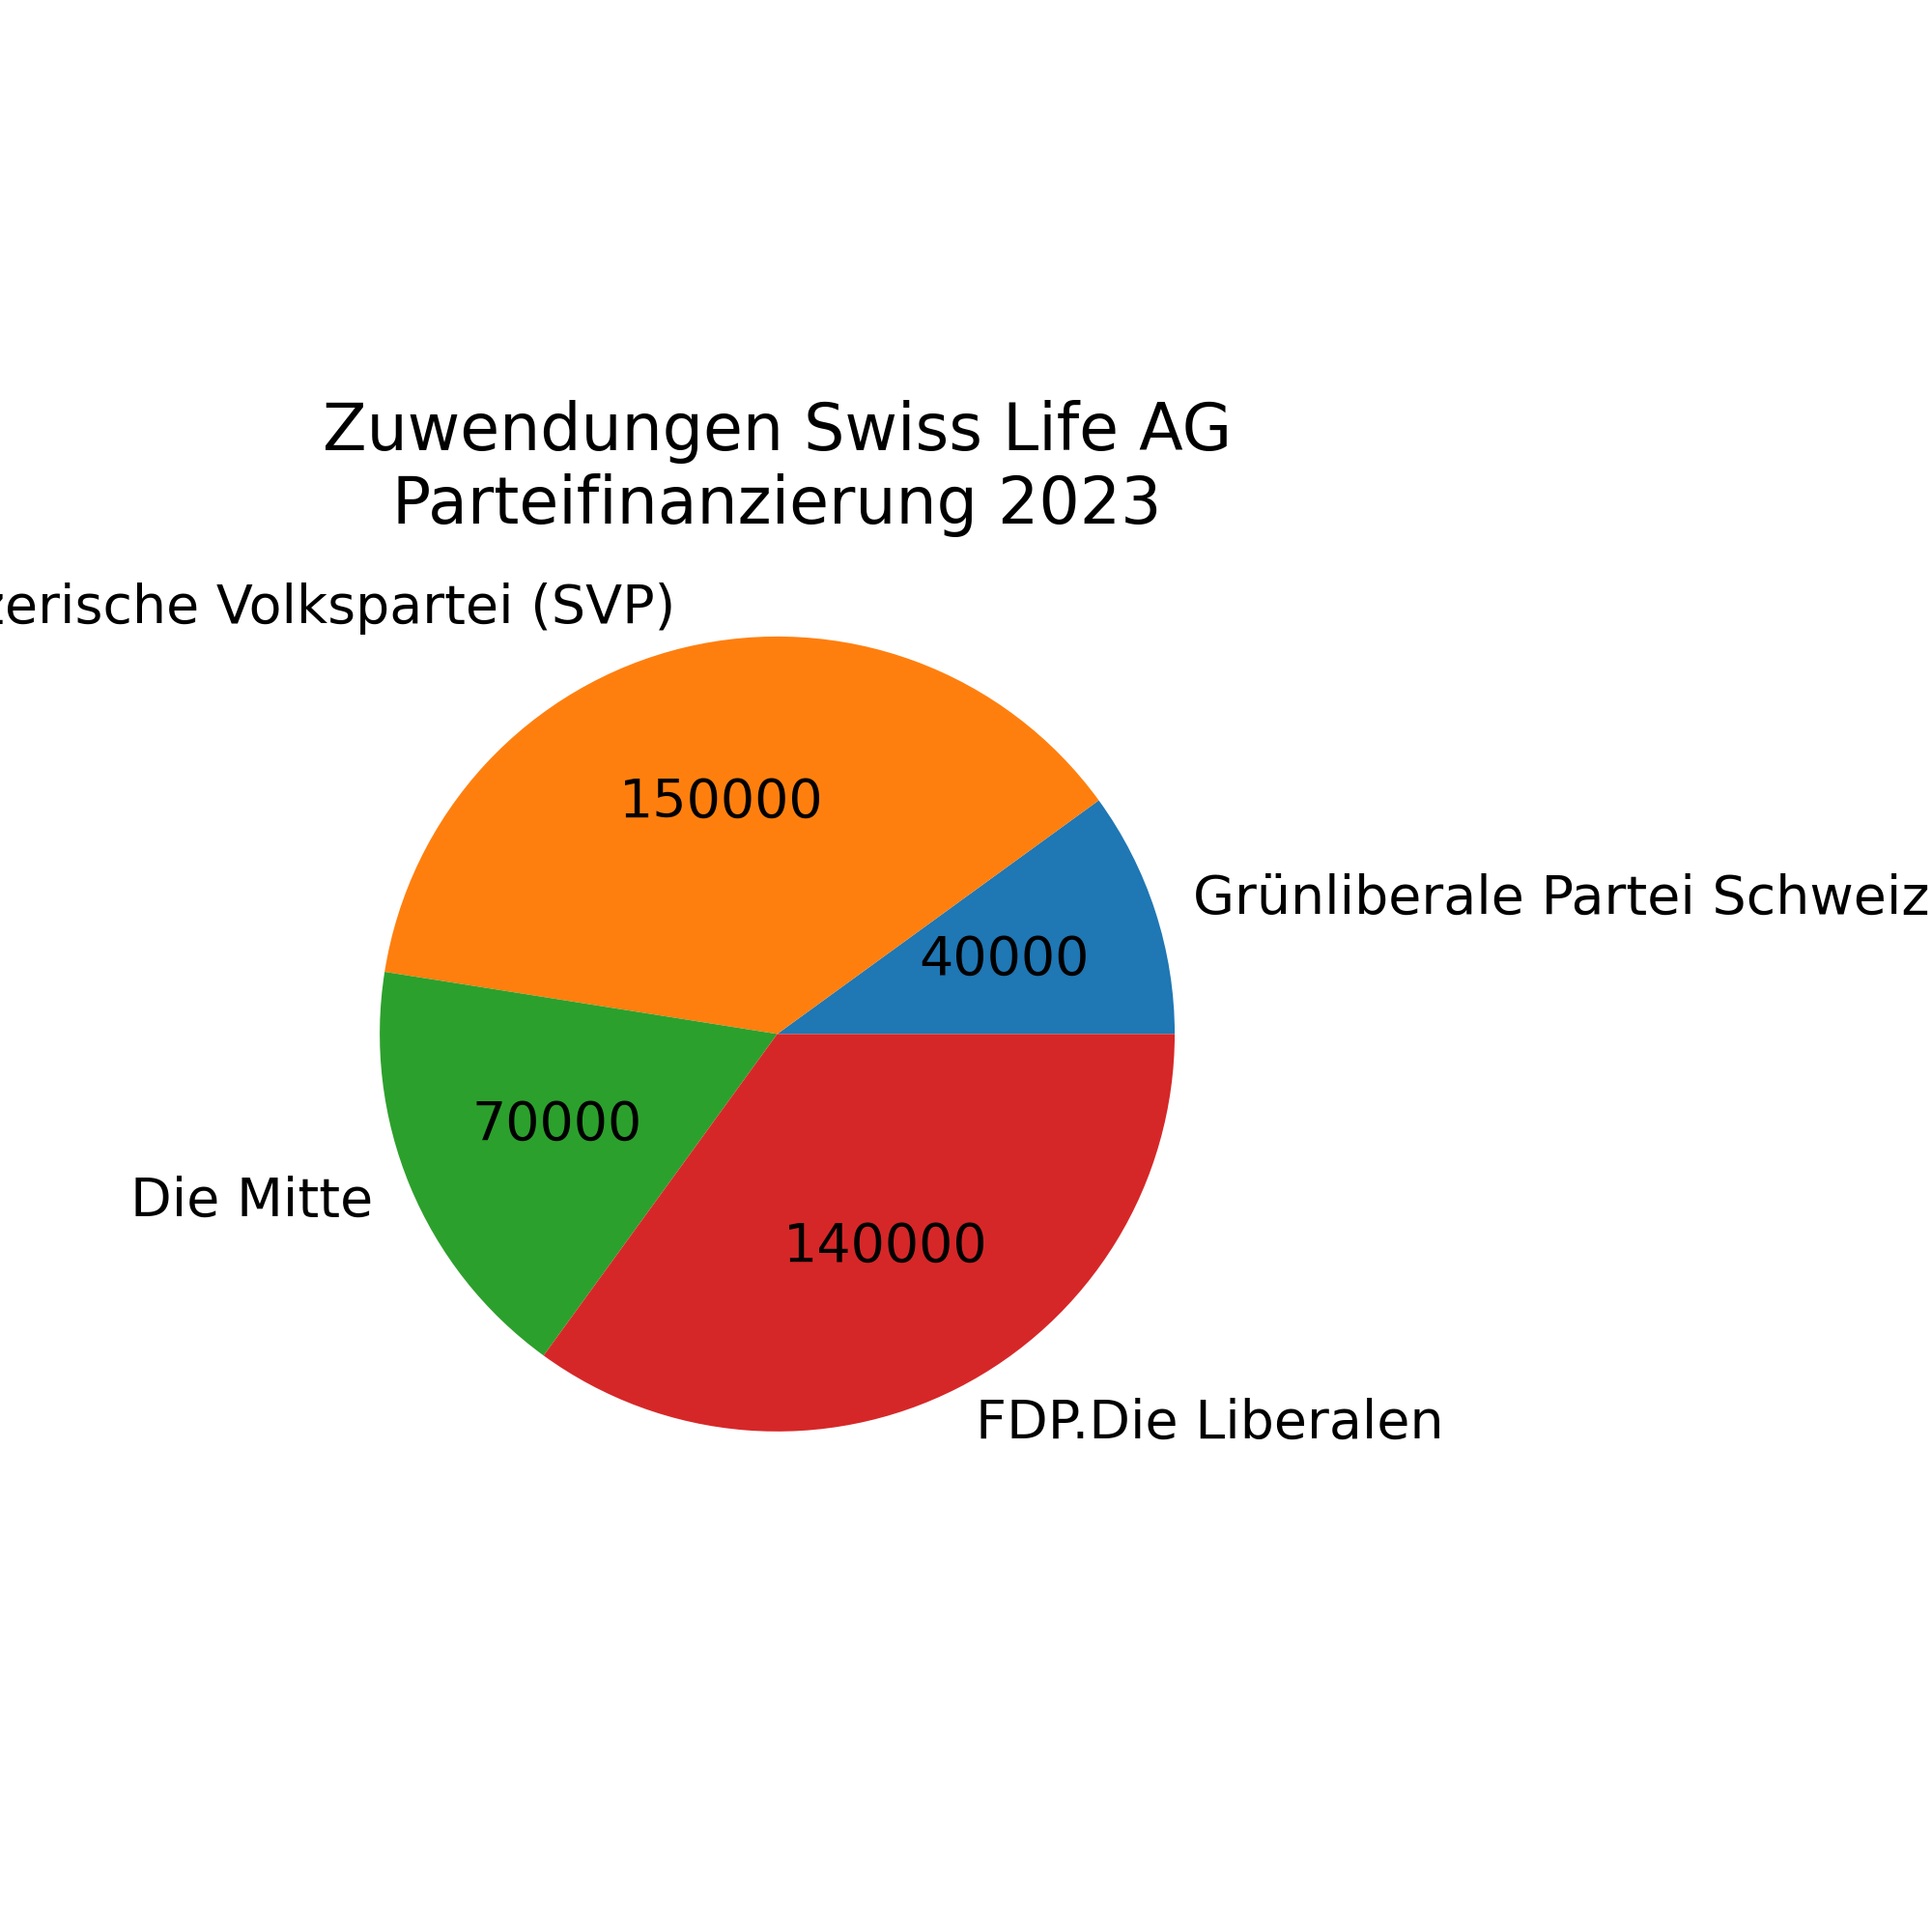 Zuwendungen Swiss Life AG
Parteifinanzierung 2023
Volkspartei (SVP)
150000
Grünliberale Partei Schweiz
40000
70000
Die Mitte
140000
FDP.Die Liberalen